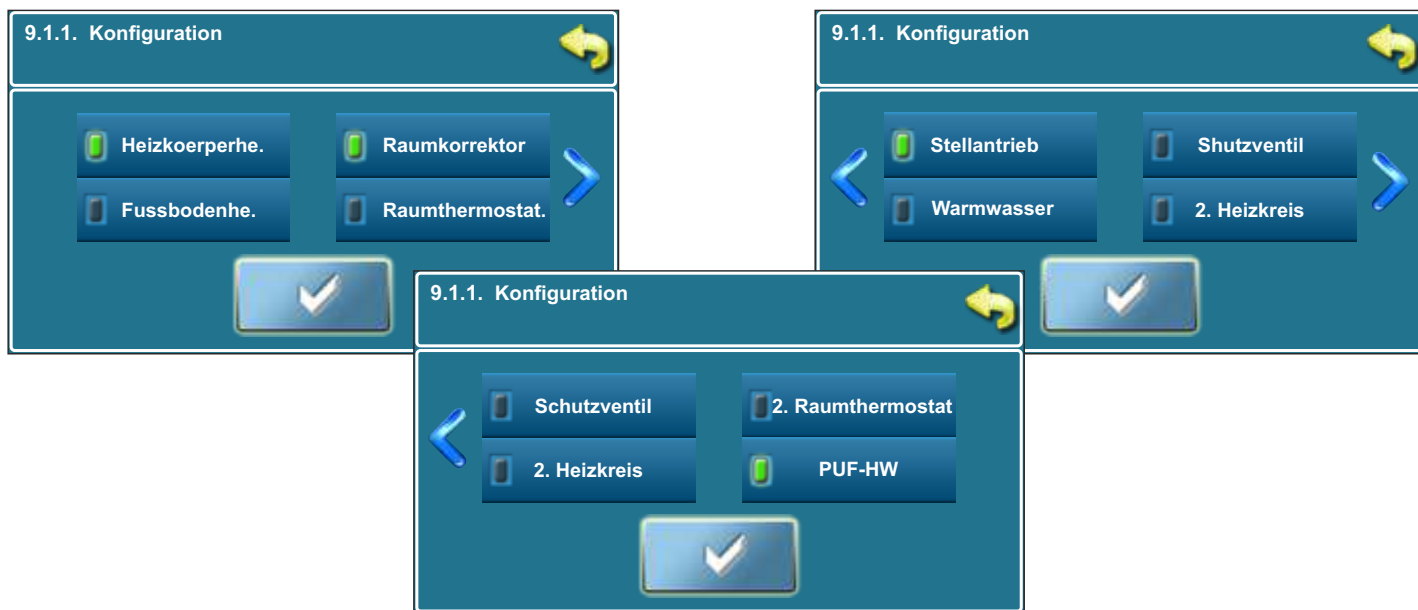 9.1.1. Konfiguration
Heizkoerperhe.
Raumkorrektor
Fussbodenhe.
Raumthermostat.
9.1.1. Konfiguration
Stellantrieb
Shutzventil
Warmwasser
2. Heizkreis
9.1.1. Konfiguration
Schutzventil
2. Raumthermostat
2. Heizkreis
PUF-HW